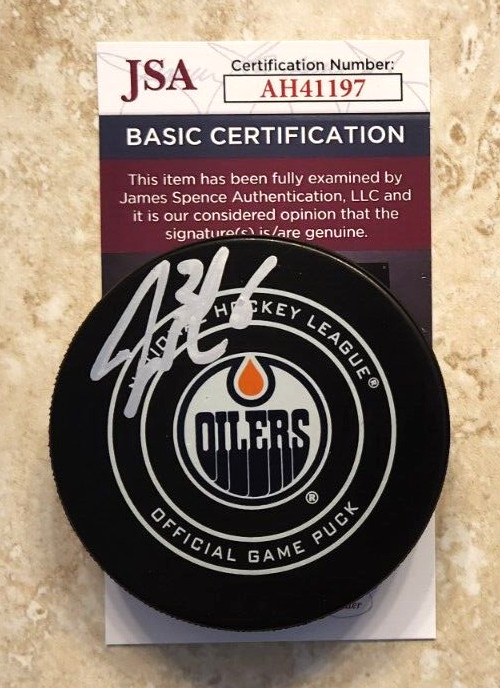 JSA
Certification Number:
AH41197
BASIC CERTIFICATION
This item has been fully examined by
James Spence Authentication, LLC and
it is our considered opinion that the
signature(s) is/are genuine.
HOCKEY LEAGUE®
OILERS
®
OFFICIAL GAME PUCK